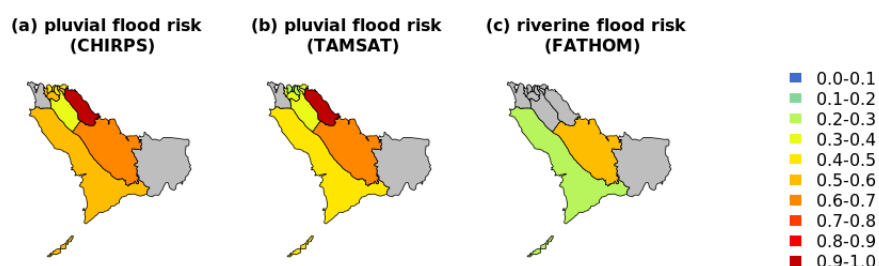 (a) pluvial flood risk
(CHIRPS)
(b) pluvial flood risk
(TAMSAT)
(c) riverine flood risk
(FATHOM)
0.0-0.1
0.1-0.2
0.2-0.3
0.3-0.4
0.4-0.5
0.5-0.6
0.6-0.7
0.7-0.8
0.8-0.9
0.9-1.0